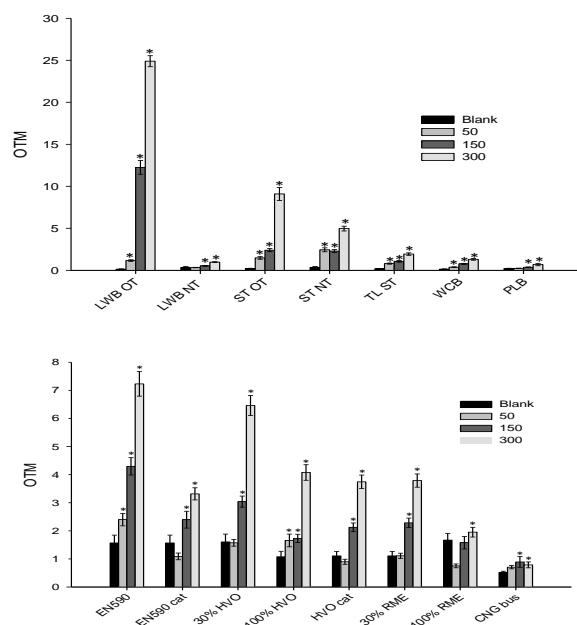 30
25
20
15
10
5
0
OTM
Blank
50
150
300
* * * * * * * * * * * * * * * * * *
LWB OT LWB NT ST OT ST NT TL ST WCB PLB
8
7
6
5
4
3
2
1
0
OTM
Blank
50
150
300
* * * * * * * * * * * * * * * * * *
EN590 EN590 cat 30% HVO 100% HVO HVO cat 30% RME 100% RME CNG bus